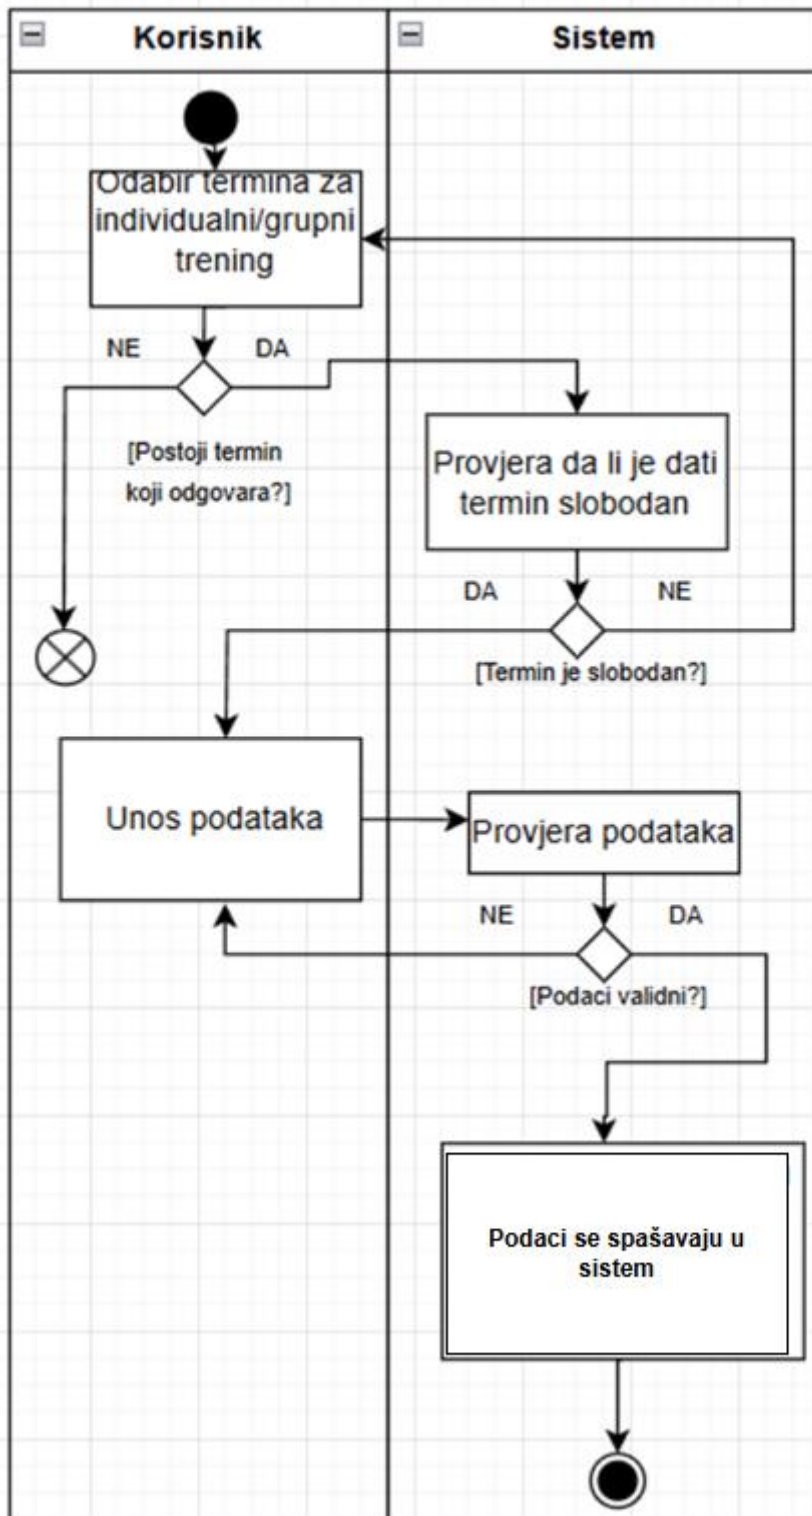 Korisnik
Sistem
Odabir termina za
individualni/grupni
trening
NE
DA
[Postoji termin
koji odgovara?]
Provjera da li je dati
termin slobodan
DA
NE
[Termin je slobodan?]
Unos podataka
Provjera podataka
NE
DA
[Podaci validni?]
Podaci se spašavaju u
sistem